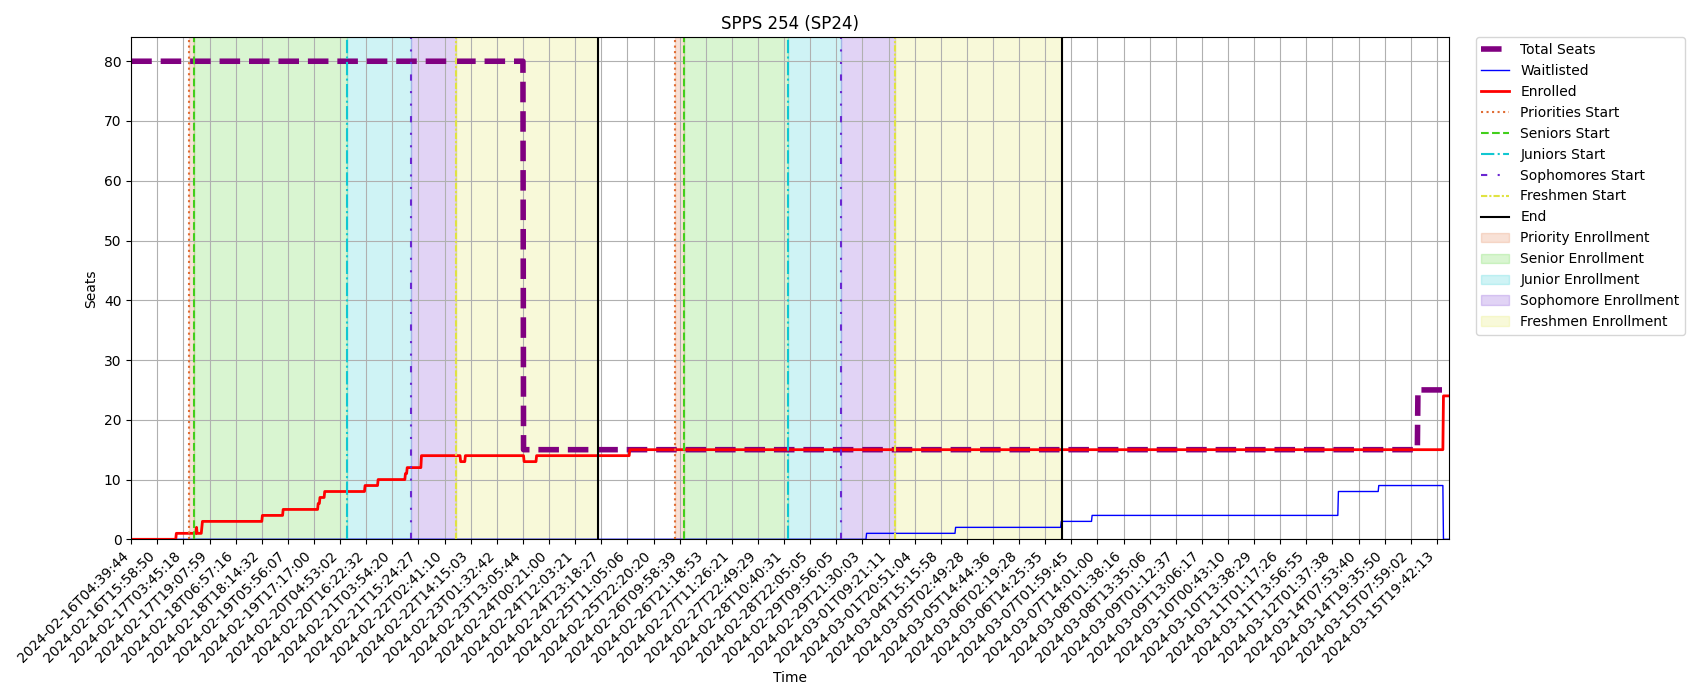 SPPS 254 (SP24)
Seats
80
70
60
50
40
30
20
10
0
2024-02-16T04:39:44
2024-02-16T15:58:50
2024-02-17T03:45:18
2024-02-17T19:07:59
2024-02-18T06:57:16
2024-02-18T18:14:32
2024-02-19T05:56:07
2024-02-19T17:17:00
2024-02-20T04:53:02
2024-02-20T16:22:32
2024-02-21T03:54:20
2024-02-21T15:24:27
2024-02-22T02:41:10
2024-02-22T14:15:03
2024-02-23T01:32:42
2024-02-23T13:05:44
2024-02-24T00:21:00
2024-02-24T12:03:21
2024-02-24T23:18:27
2024-02-25T11:05:06
2024-02-25T22:20:20
2024-02-26T09:58:39
2024-02-26T21:18:53
2024-02-27T11:26:21
2024-02-27T22:49:29
2024-02-28T10:40:31
2024-02-28T22:05:05
2024-02-29T09:56:05
2024-02-29T21:30:03
2024-03-01T09:21:11
2024-03-01T20:51:04
2024-03-04T15:15:58
2024-03-05T02:49:28
2024-03-05T14:44:36
2024-03-06T02:19:28
2024-03-06T14:25:35
2024-03-07T01:59:45
2024-03-07T14:01:00
2024-03-08T01:38:16
2024-03-08T13:35:06
2024-03-09T01:12:37
2024-03-09T13:06:17
2024-03-10T00:43:10
2024-03-10T13:38:29
2024-03-11T01:17:26
2024-03-11T13:56:55
2024-03-12T01:37:38
2024-03-14T07:53:40
2024-03-14T19:35:50
2024-03-15T07:59:02
2024-03-15T19:42:13
Time
Total Seats
Waitlisted
Enrolled
Priorities Start
Seniors Start
Juniors Start
Sophomores Start
Freshmen Start
End
Priority Enrollment
Senior Enrollment
Junior Enrollment
Sophomore Enrollment
Freshmen Enrollment